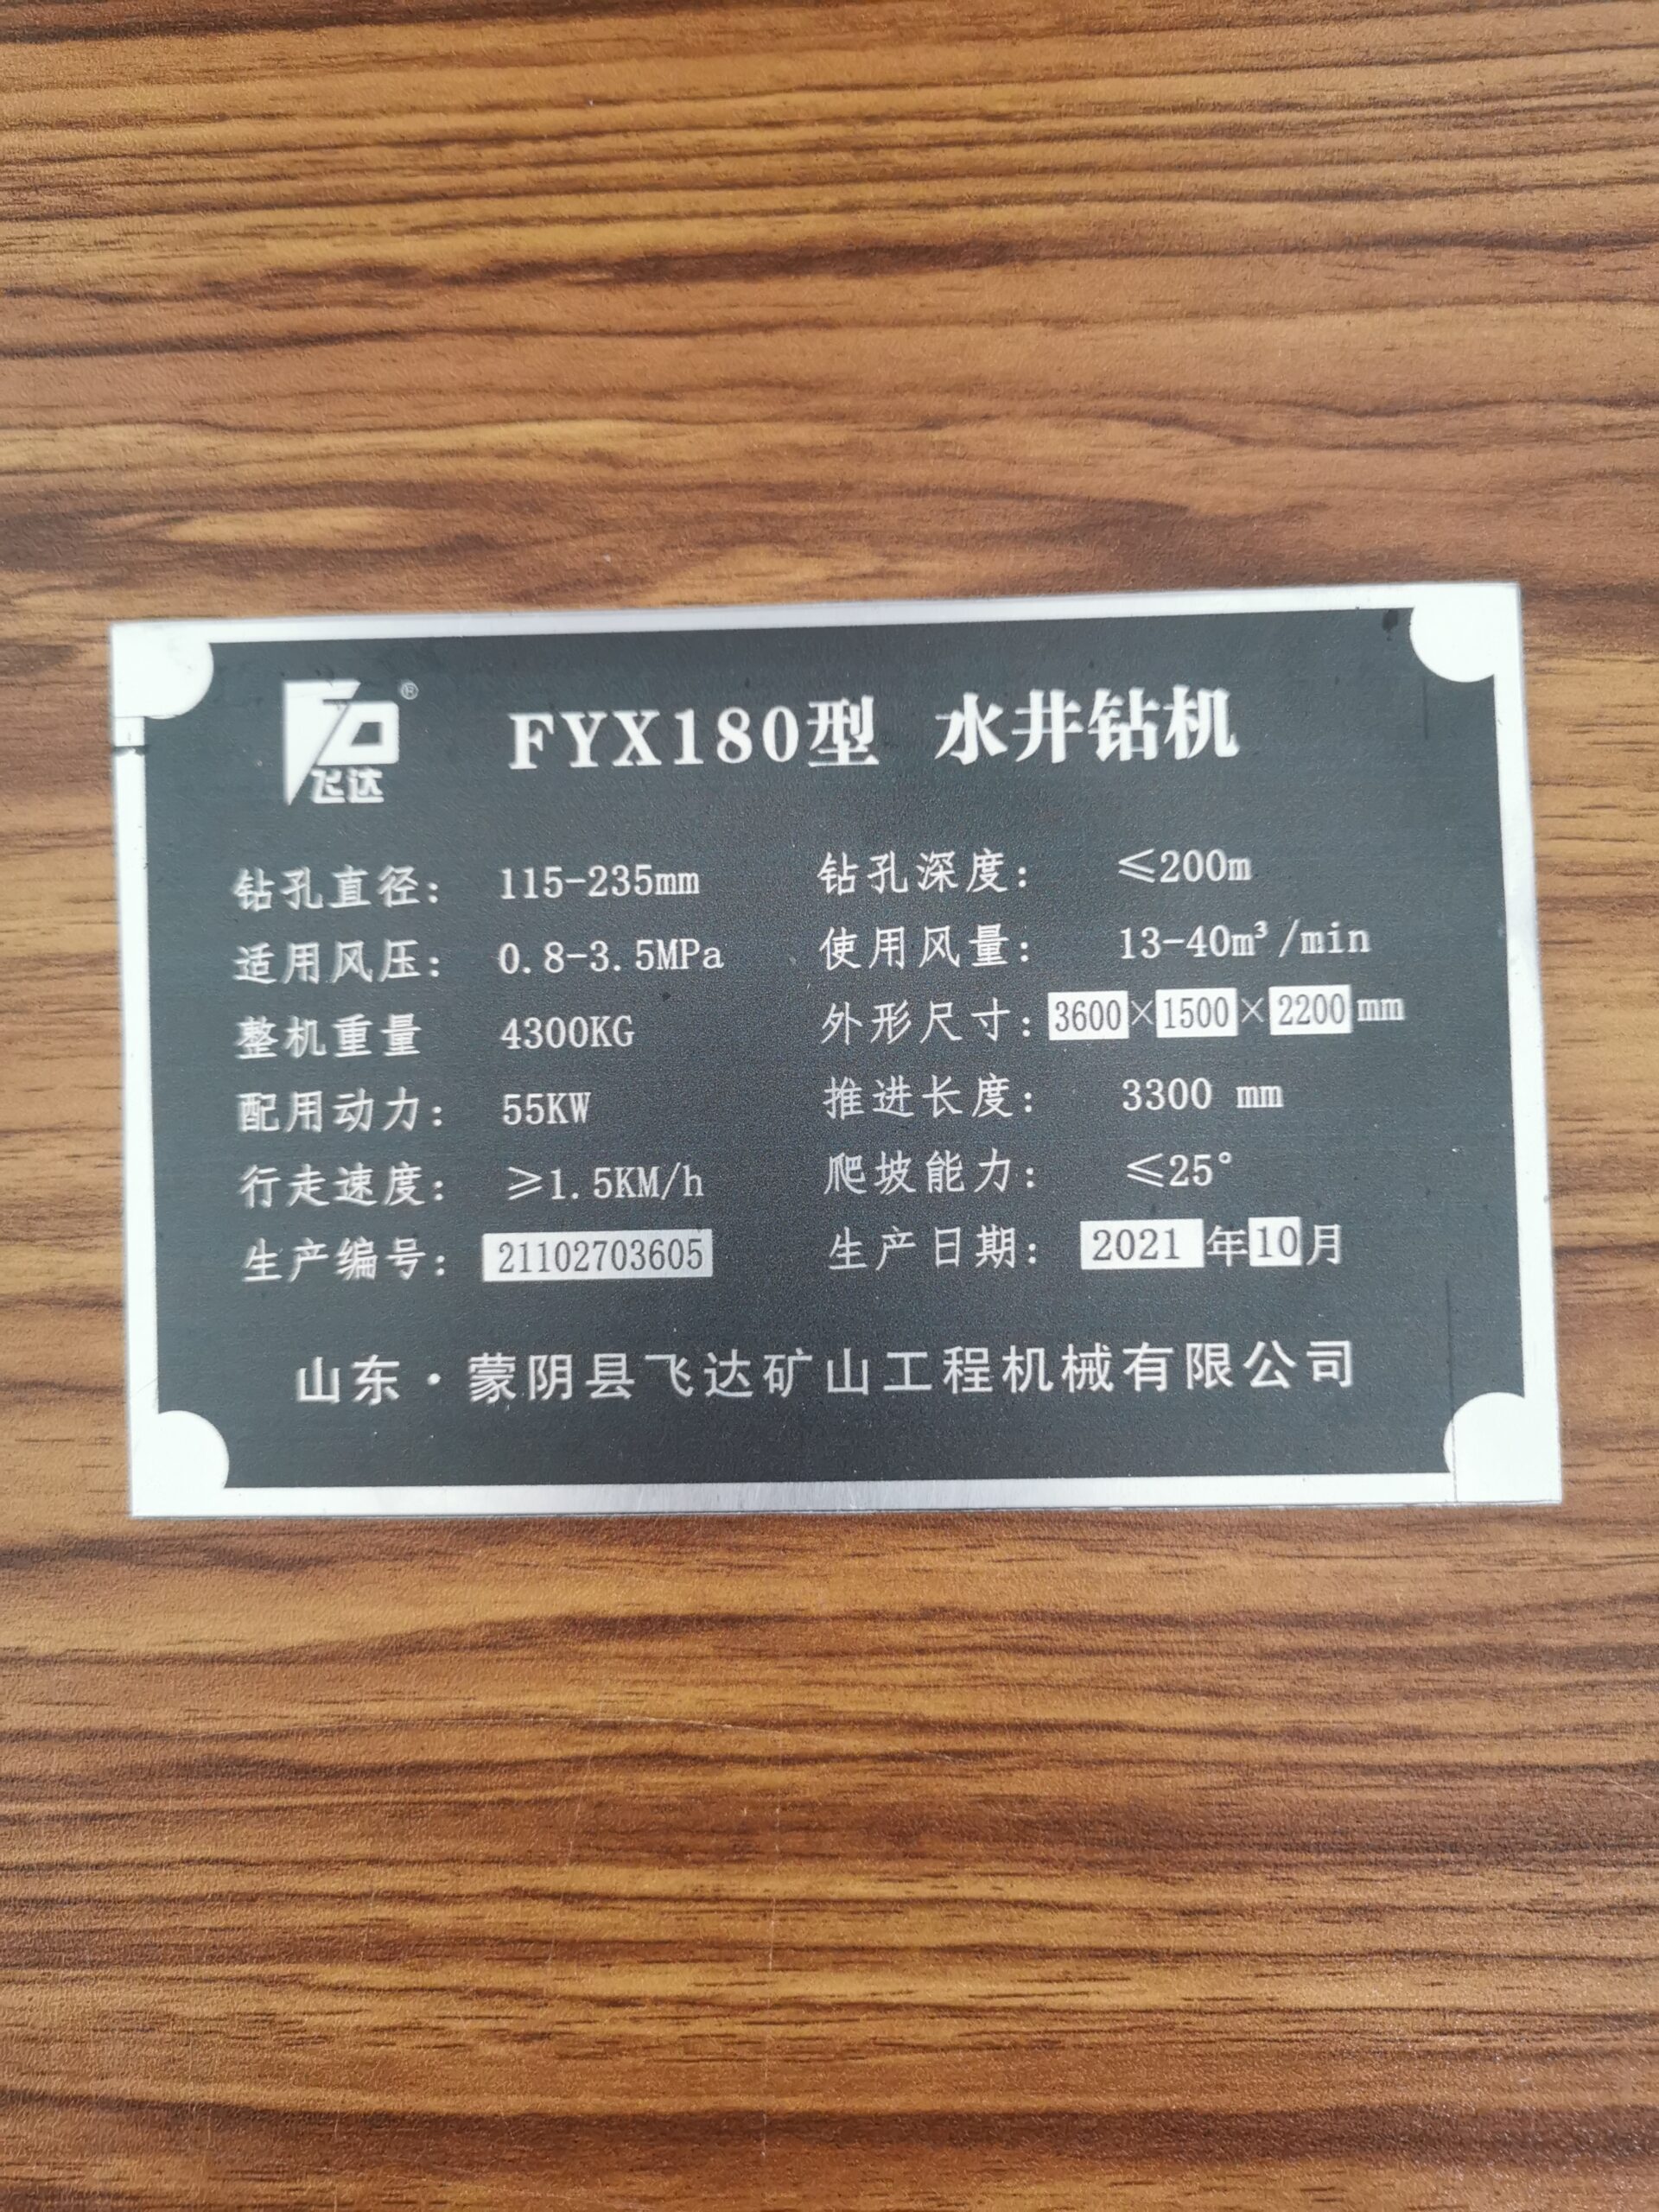 飞达®
FYX180型 水井钻机
钻孔直径: 115-235mm 钻孔深度: ≤200m
适用风压: 0.8-3.5MPa 使用风量: 13-40m³/min
整机重量 4300KG 外形尺寸: 3600×1500×2200mm
配用动力: 55KW 推进长度: 3300 mm
行走速度: ≥1.5KM/h 爬坡能力: ≤25°
生产编号: 21102703605 生产日期: 2021年10月
山东·蒙阴县飞达矿山工程机械有限公司